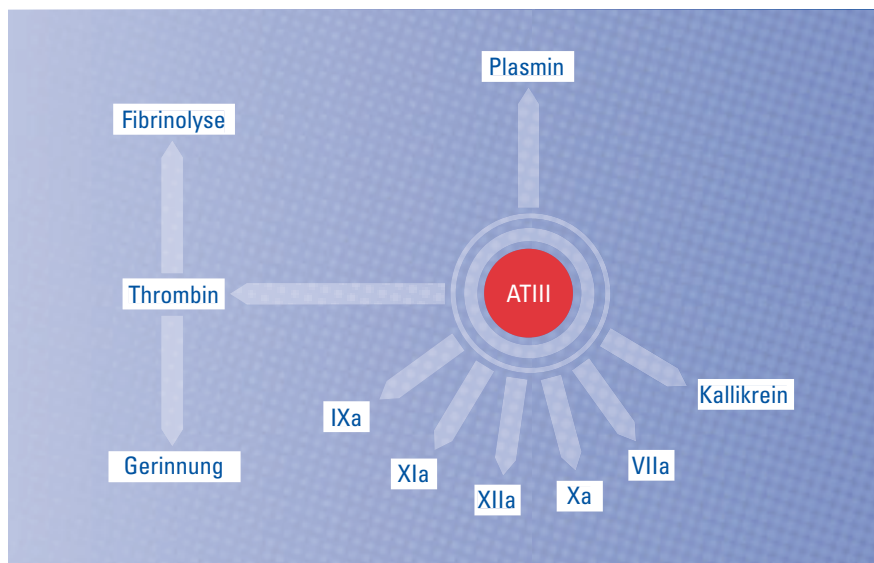 Plasmin
Fibrinolyse
Thrombin
ATIII
Kallikrein
IXa
Gerinnung
XIa
VIIa
XIIa
Xa